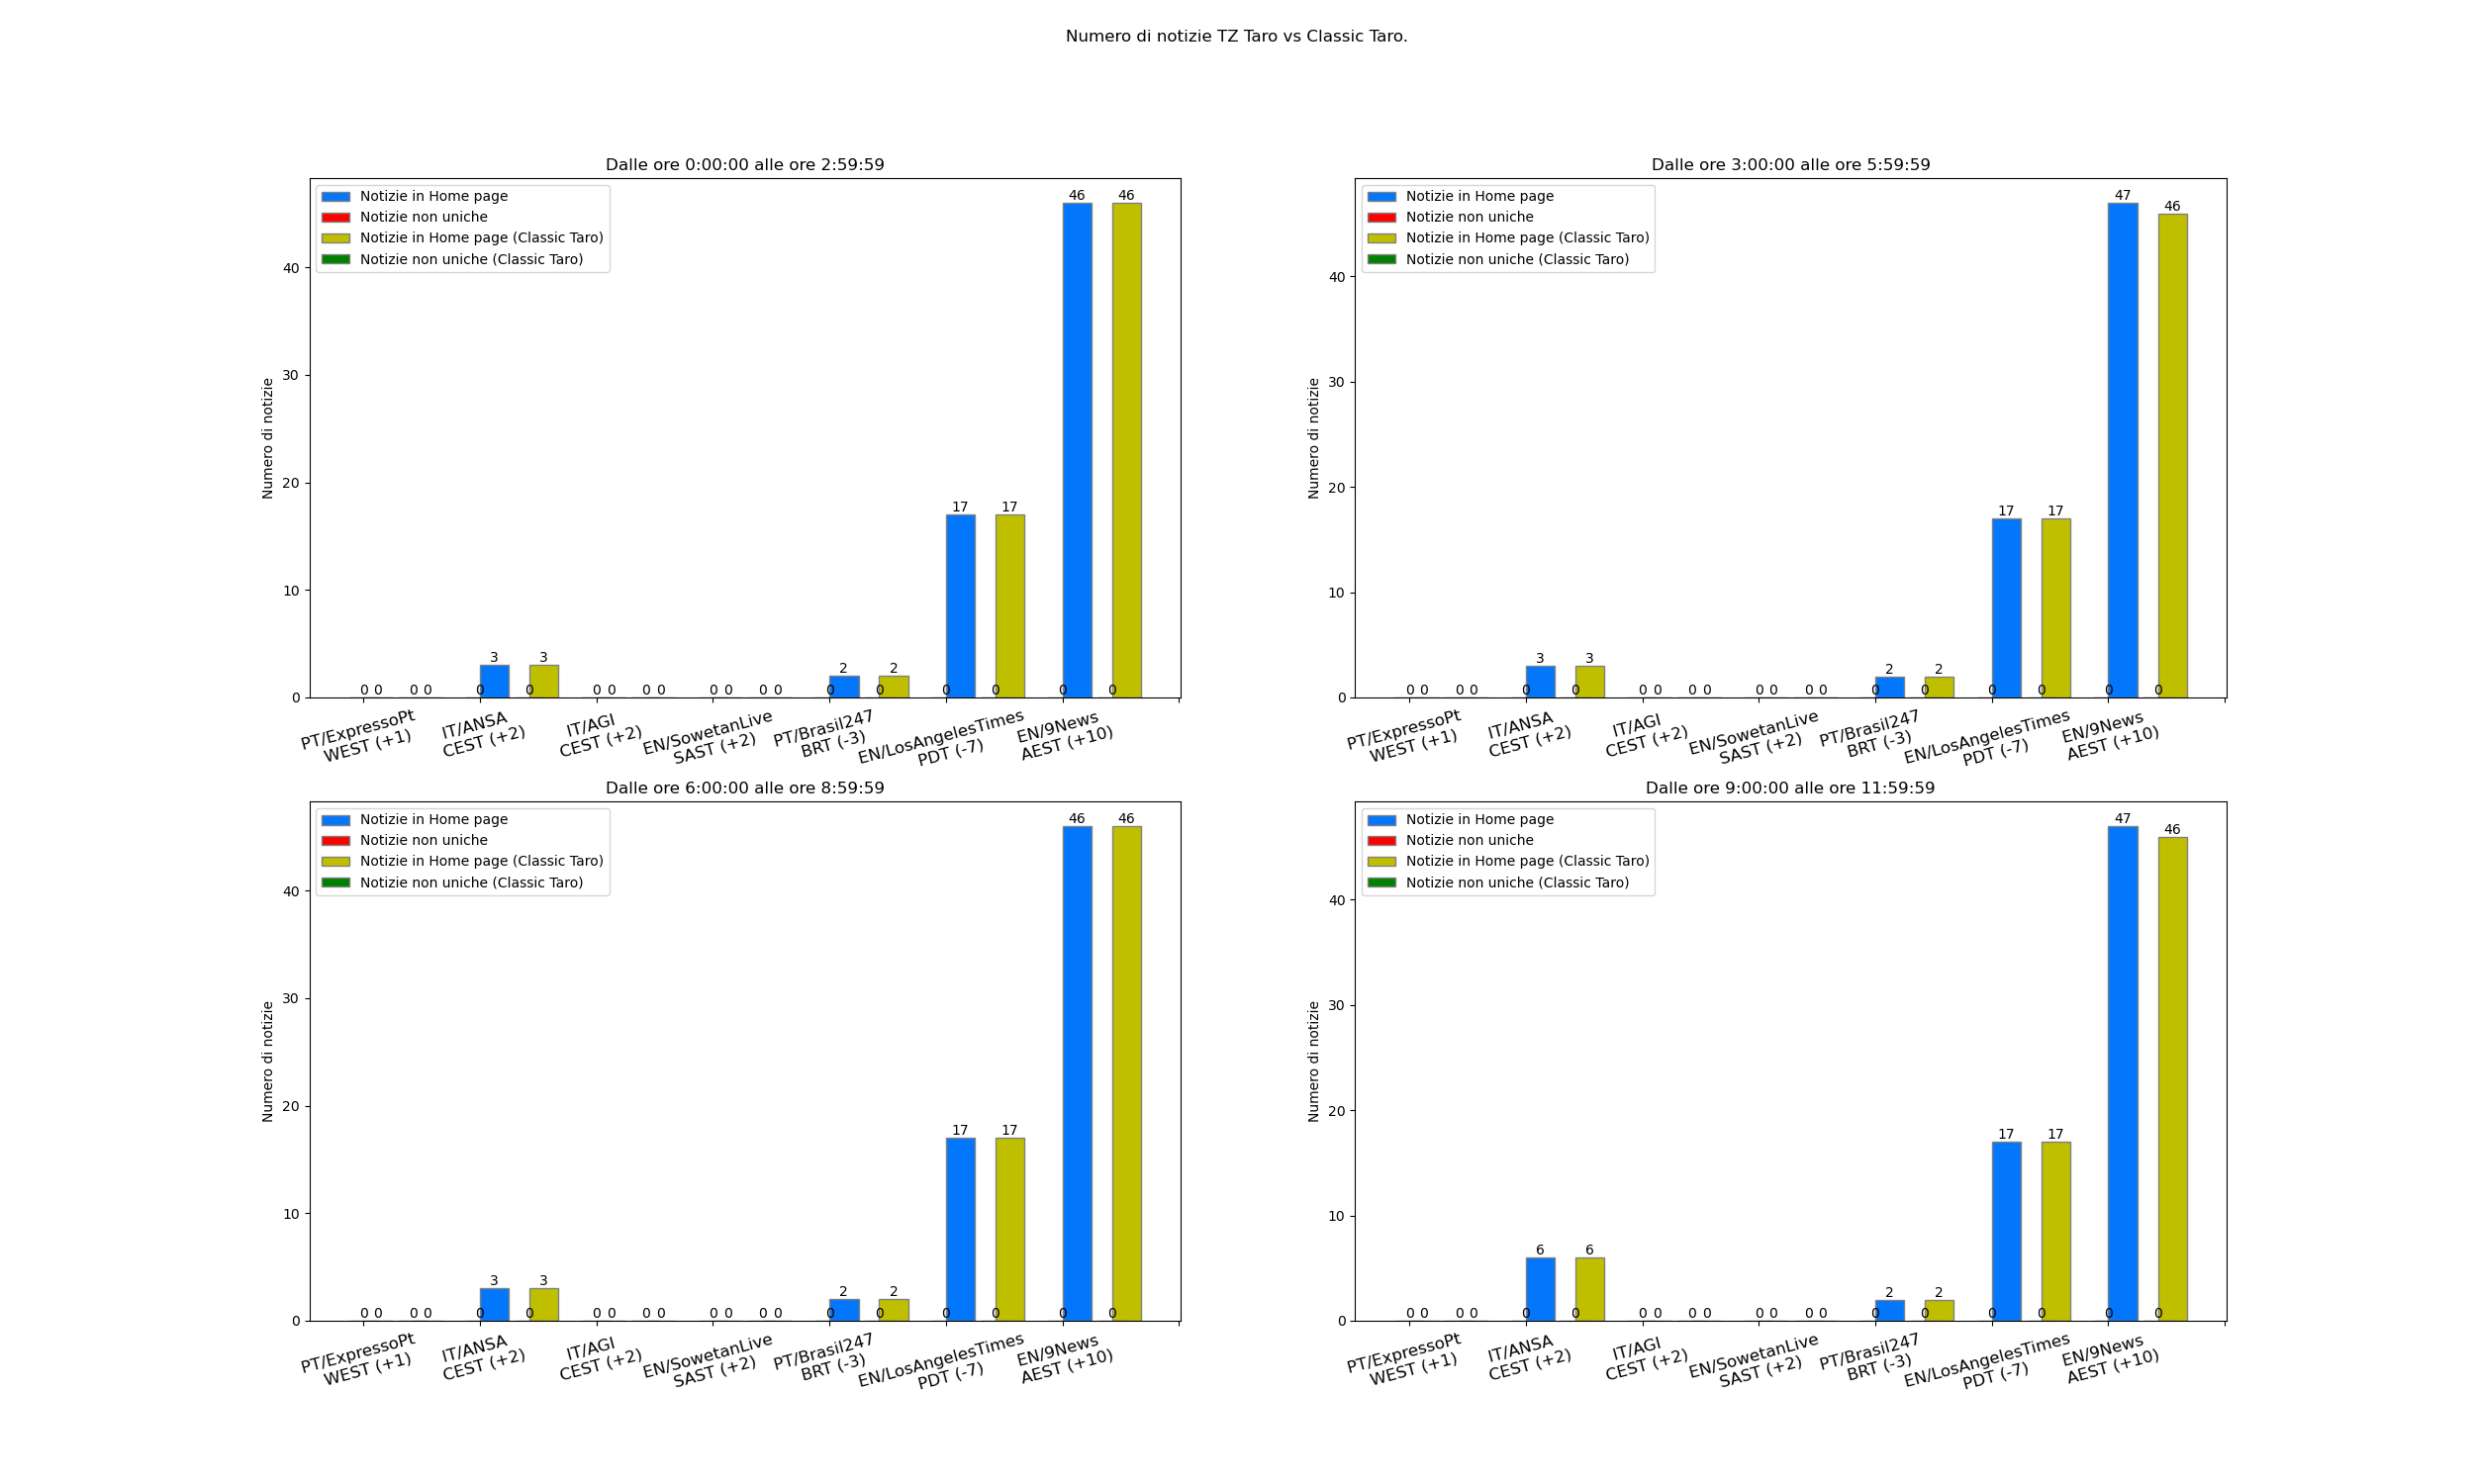 Numero di notizie TZ Taro vs Classic Taro.
Dalle ore 0:00:00 alle ore 2:59:59
Notizie in Home page
Notizie non uniche
Notizie in Home page (Classic Taro)
Notizie non uniche (Classic Taro)
Numero di notizie
40
30
20
10
0
0 0 0 0 0 3 0 3 0 0 0 0 0 0 0 0 0 2 0 2 0 17 0 17 0 46 0 46
PT/ExpressoPt
WEST (+1)
IT/ANSA
CEST (+2)
IT/AGI
CEST (+2)
EN/SowetanLive
SAST (+2)
PT/Brasil247
BRT (-3)
EN/LosAngelesTimes
PDT (-7)
EN/9News
AEST (+10)
Dalle ore 3:00:00 alle ore 5:59:59
Notizie in Home page
Notizie non uniche
Notizie in Home page (Classic Taro)
Notizie non uniche (Classic Taro)
Numero di notizie
40
30
20
10
0
0 0 0 0 0 3 0 3 0 0 0 0 0 0 0 0 0 2 0 2 0 17 0 17 0 47 0 46
PT/ExpressoPt
WEST (+1)
IT/ANSA
CEST (+2)
IT/AGI
CEST (+2)
EN/SowetanLive
SAST (+2)
PT/Brasil247
BRT (-3)
EN/LosAngelesTimes
PDT (-7)
EN/9News
AEST (+10)
Dalle ore 6:00:00 alle ore 8:59:59
Notizie in Home page
Notizie non uniche
Notizie in Home page (Classic Taro)
Notizie non uniche (Classic Taro)
Numero di notizie
40
30
20
10
0
0 0 0 0 0 3 0 3 0 0 0 0 0 0 0 0 0 2 0 2 0 17 0 17 0 46 0 46
PT/ExpressoPt
WEST (+1)
IT/ANSA
CEST (+2)
IT/AGI
CEST (+2)
EN/SowetanLive
SAST (+2)
PT/Brasil247
BRT (-3)
EN/LosAngelesTimes
PDT (-7)
EN/9News
AEST (+10)
Dalle ore 9:00:00 alle ore 11:59:59
Notizie in Home page
Notizie non uniche
Notizie in Home page (Classic Taro)
Notizie non uniche (Classic Taro)
Numero di notizie
40
30
20
10
0
0 0 0 0 0 6 0 6 0 0 0 0 0 0 0 0 0 2 0 2 0 17 0 17 0 47 0 46
PT/ExpressoPt
WEST (+1)
IT/ANSA
CEST (+2)
IT/AGI
CEST (+2)
EN/SowetanLive
SAST (+2)
PT/Brasil247
BRT (-3)
EN/LosAngelesTimes
PDT (-7)
EN/9News
AEST (+10)